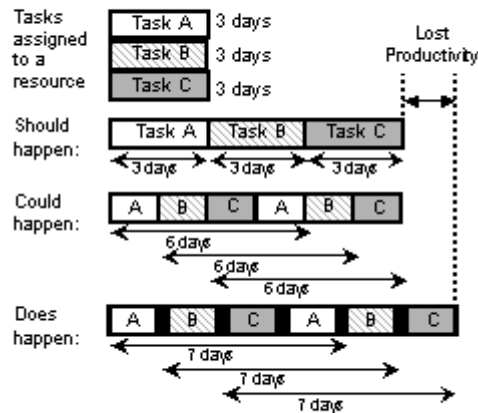 Tasks
assigned
to a
resource
Task A 3 days
Task B 3 days
Task C 3 days
Lost
Productivity
Should
happen:
Task A Task B Task C
3 days 3 days 3 days
Could
happen:
A B C A B C
6 days
6 days
6 days
Does
happen:
A B C A B C
7 days
7 days
7 days